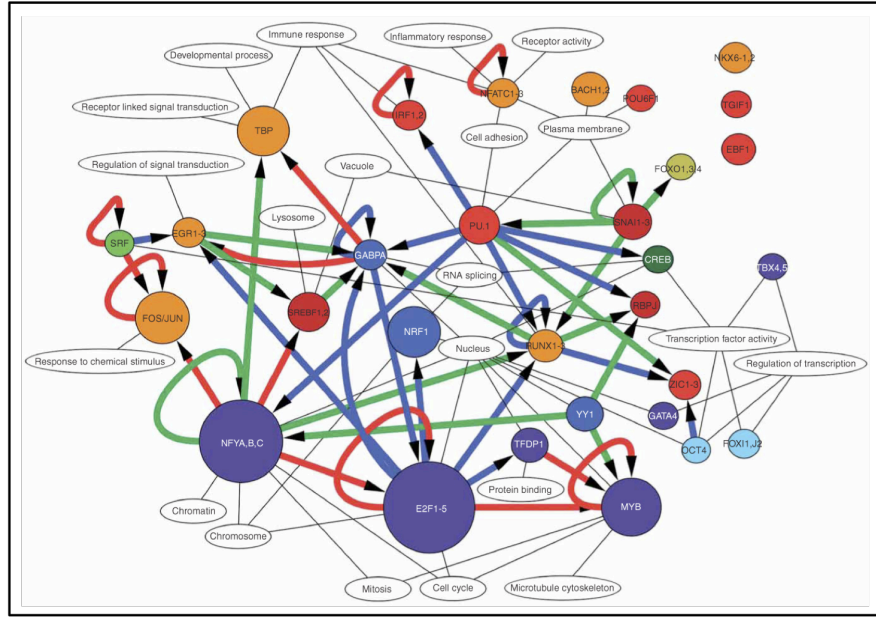 Immune response
Inflammatory response
Receptor activity
Developmental process
NKX6-1,2
Receptor linked signal transduction
NFATC1-3
BACH1,2
POU6F1
TGIF1
IRF1,2
TBP
Cell adhesion
Plasma membrane
EBF1
Regulation of signal transduction
Vacuole
FOXO1,3,4
Lysosome
SNAI1-3
PU.1
EGR1-3
SRF
GABPA
CREB
TBX4,5
RNA splicing
SREBF1,2
RBPJ
FOS/JUN
NRF1
Transcription factor activity
Nucleus
RUNX1-3
Response to chemical stimulus
Regulation of transcription
ZIC1-3
YY1
GATA4
NFYA,B,C
TFDP1
OCT4
FOXI1,J2
Protein binding
E2F1-5
MYB
Chromatin
Chromosome
Mitosis
Cell cycle
Microtubule cytoskeleton